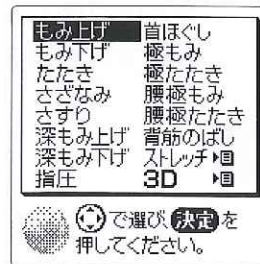 もみ上げ 首ほぐし
もみ下げ 極もみ
たたき 極たたき
さざなみ 腰極もみ
さすり 腰極たたき
深もみ上げ 背筋のばし
深もみ下げ ストレッチ
指圧 3D
で選び、決定を
押してください。